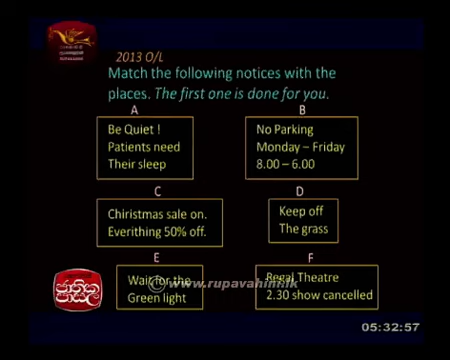 2013 O/L
Match the following notices with the
places. The first one is done for you.
A
Be Quiet !
Patients need
Their sleep
B
No Parking
Monday – Friday
8.00 – 6.00
C
Chiristmas sale on.
Everithing 50% off.
D
Keep off
The grass
E
Wait for the
Green light
F
Regal Theatre
2.30 show cancelled
© www.rupavahini.lk
ජාතික
පාසල
05:32:57